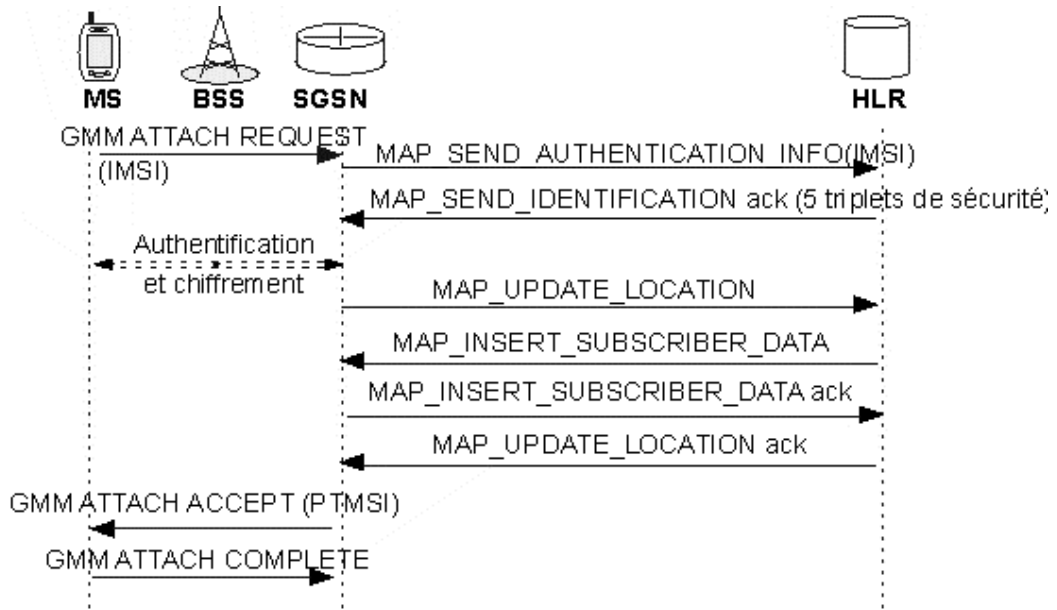 MS BSS SGSN HLR
GMM ATTACH REQUEST
(IMSI)
MAP_SEND_AUTHENTICATION_INFO(IMSI)
MAP_SEND_IDENTIFICATION ack (5 triplets de sécurité)
Authentification
et chiffrement
MAP_UPDATE_LOCATION
MAP_INSERT_SUBSCRIBER_DATA
MAP_INSERT_SUBSCRIBER_DATA ack
MAP_UPDATE_LOCATION ack
GMM ATTACH ACCEPT (PTMSI)
GMM ATTACH COMPLETE